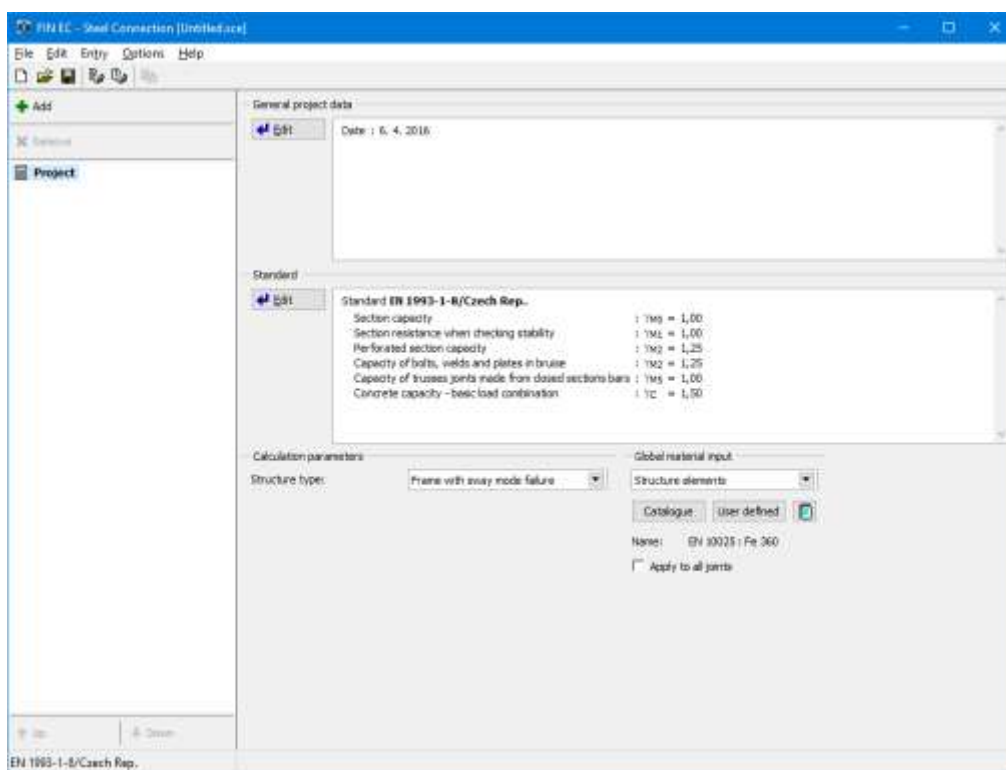 FIN EC - Steel Connection [Untitled.sce]
File Edit Entry Options Help
Add
Remove
Project
General project data
Edit
Date : 6. 4. 2016
Standard
Edit
Standard EN 1993-1-8/Czech Rep.
Section capacity : γM0 = 1,00
Section resistance when checking stability : γM1 = 1,00
Perforated section capacity : γM2 = 1,25
Capacity of bolts, welds and plates in bruise : γM2 = 1,25
Capacity of trusses joints made from closed sections bars : γM5 = 1,00
Concrete capacity - basic load combination : γC = 1,50
Calculation parameters
Structure type: Frame with sway mode failure
Global material input
Structure elements
Catalogue User defined
Name: EN 10025 : Fe 360
Apply to all joints
Up Down
EN 1993-1-8/Czech Rep.